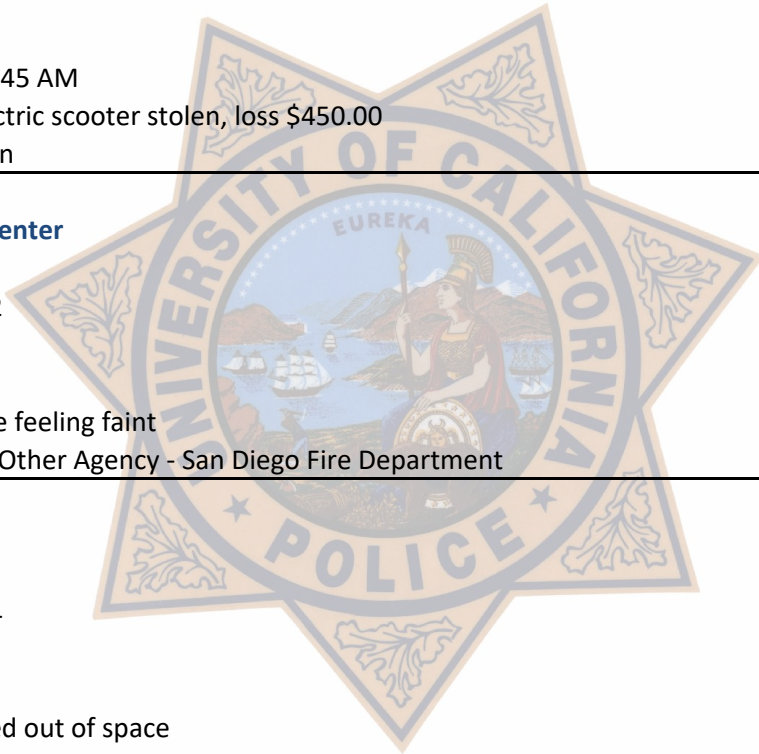 45 AM
ctric scooter stolen, loss $450.00
n
enter
2
e feeling faint
Other Agency - San Diego Fire Department
ed out of space
UNIVERSITY OF CALIFORNIA
EUREKA
POLICE